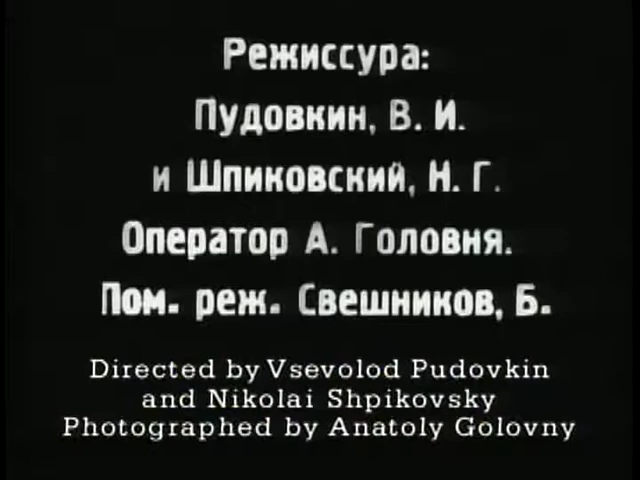 Режиссура:
Пудовкин, В. И.
и Шпиковский, Н. Г.
Оператор А. Головня.
Пом. реж. Свешников, Б.
Directed by Vsevolod Pudovkin
and Nikolai Shpikovsky
Photographed by Anatoly Golovny